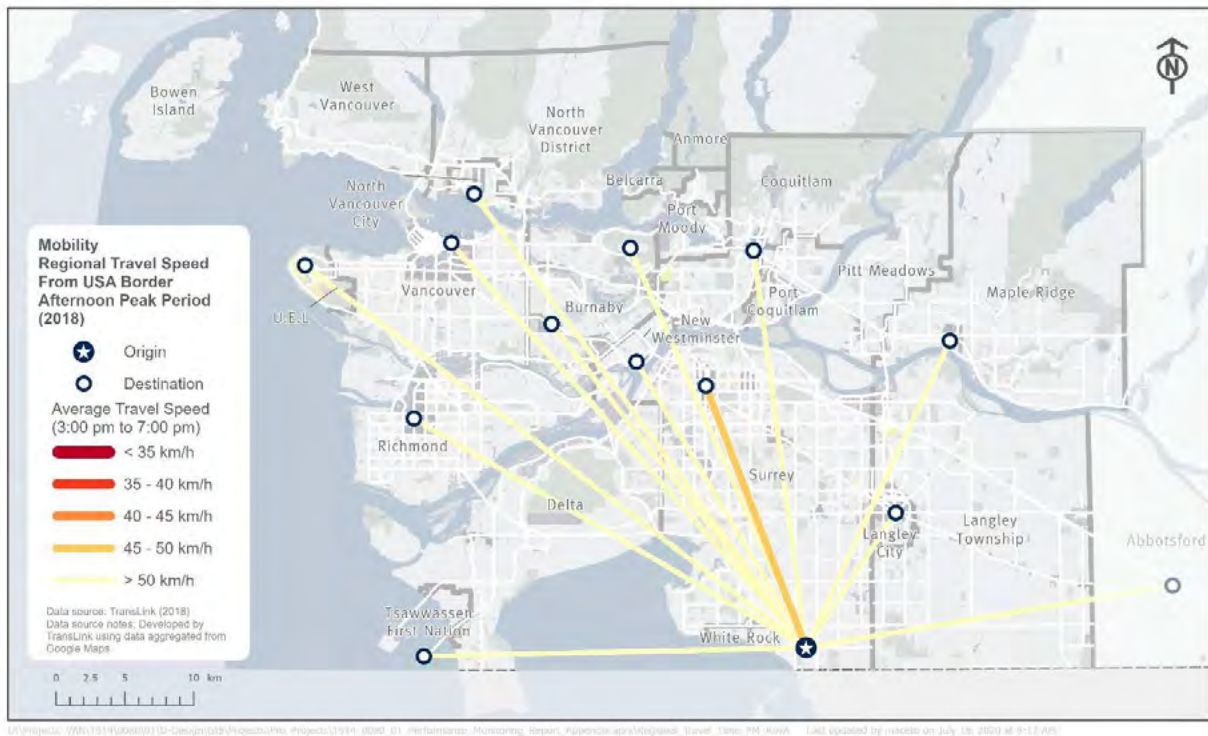 Bowen
Island
West
Vancouver
North
Vancouver
District
Anmore
N
North
Vancouver
City
Belcarra
Coquitlam
Port
Moody
Pitt Meadows
Maple Ridge
Vancouver
Burnaby
Port
Coquitlam
U.E.L
New
Westminster
Richmond
Surrey
Delta
Langley
City
Langley
Township
Abbotsford
Tsawwassen
First Nation
White Rock
Mobility
Regional Travel Speed
From USA Border
Afternoon Peak Period
(2018)
Origin
Destination
Average Travel Speed
(3:00 pm to 7:00 pm)
< 35 km/h
35 - 40 km/h
40 - 45 km/h
45 - 50 km/h
> 50 km/h
Data source: TransLink (2018)
Data source notes: Developed by
TransLink using data aggregated from
Google Maps
0 2.5 5 10 km
Last updated by